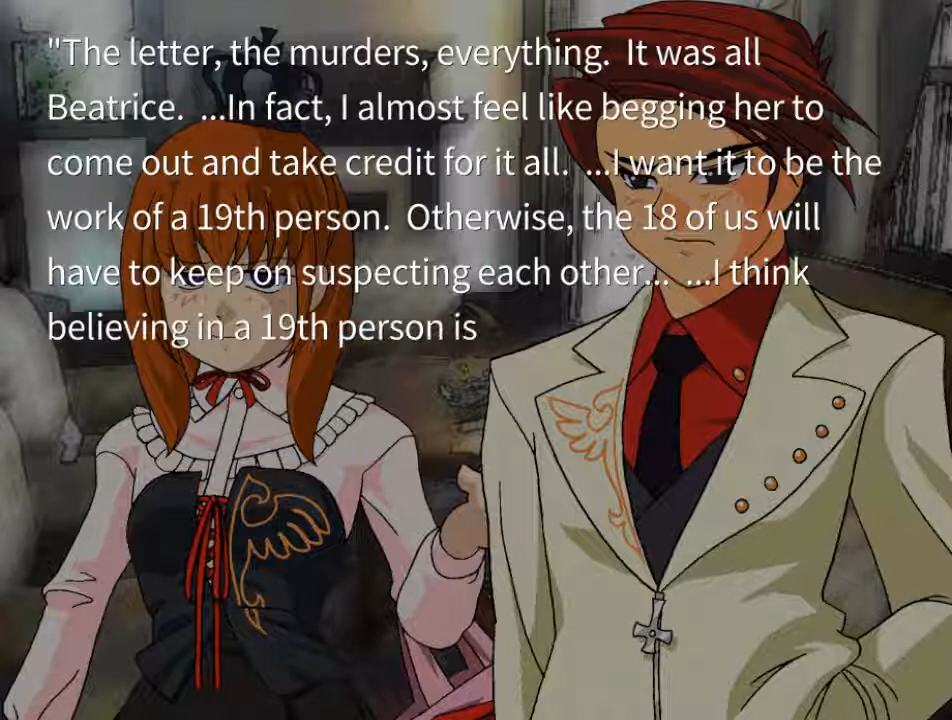 "The letter, the murders, everything.  It was all
Beatrice.  ...In fact, I almost feel like begging her to
come out and take credit for it all.  ...I want it to be the
work of a 19th person.  Otherwise, the 18 of us will
have to keep on suspecting each other...  ...I think
believing in a 19th person is